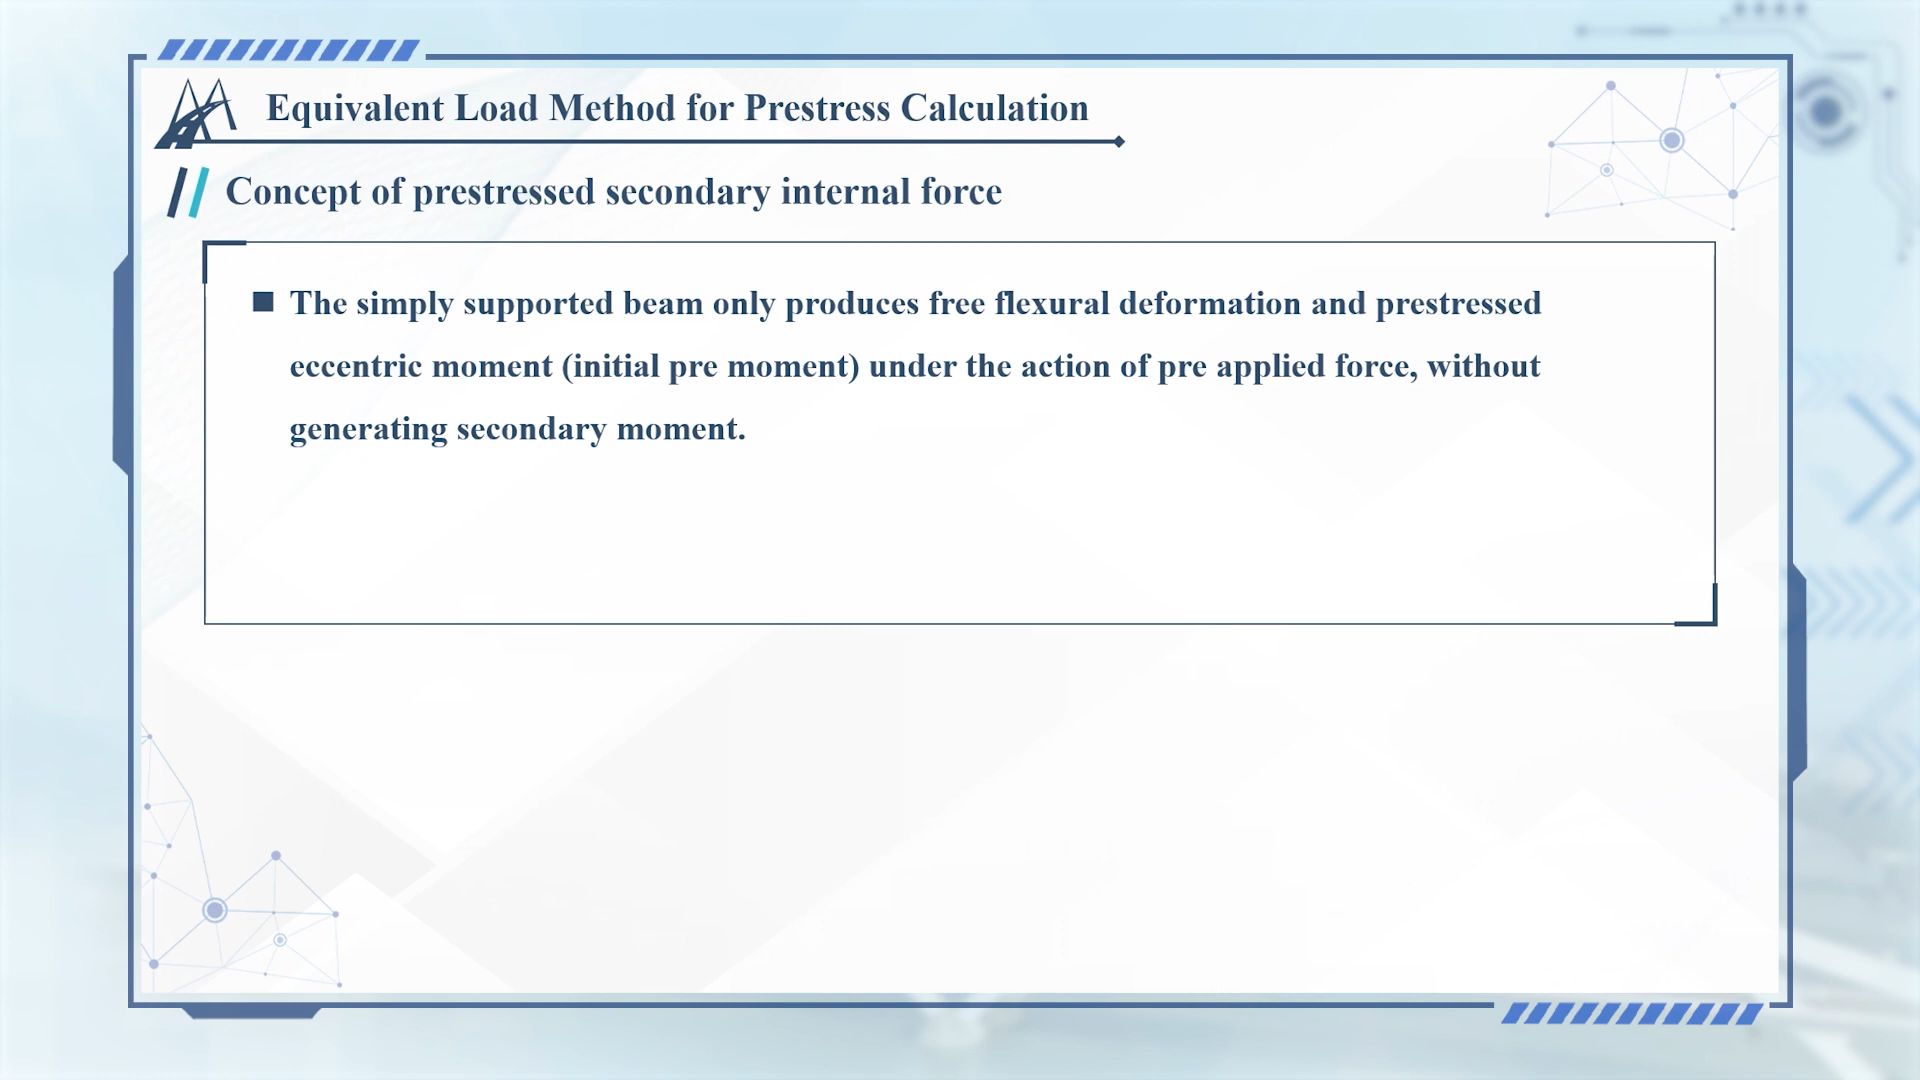 Equivalent Load Method for Prestress Calculation
Concept of prestressed secondary internal force
■ The simply supported beam only produces free flexural deformation and prestressed
eccentric moment (initial pre moment) under the action of pre applied force, without
generating secondary moment.